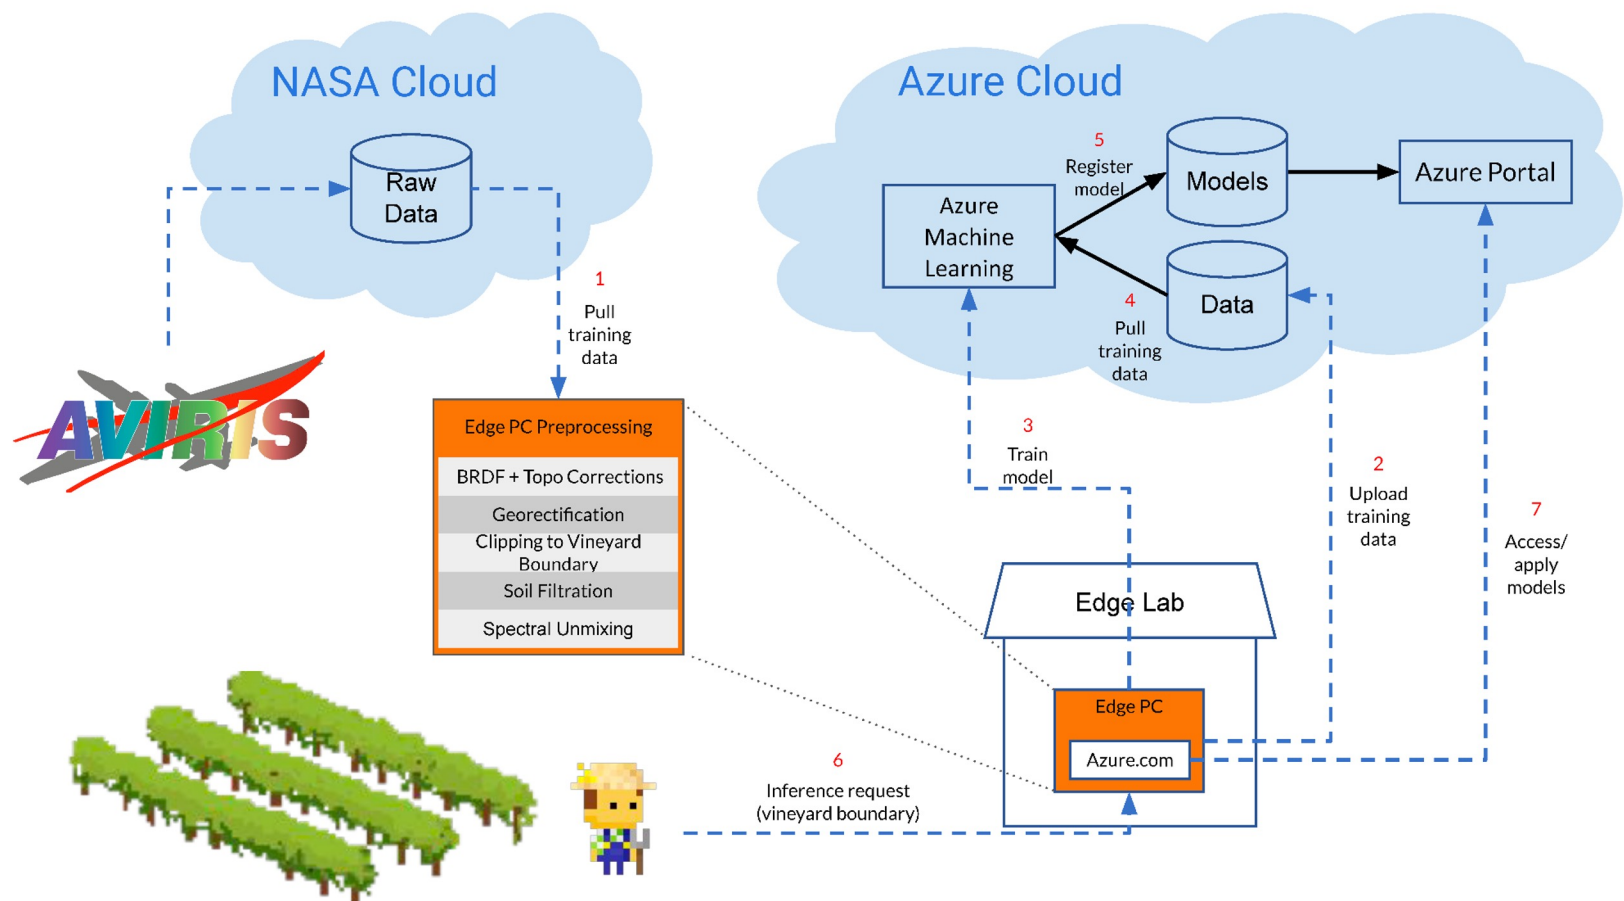 NASA Cloud
Raw
Data
1
Pull
training
data
AVIRIS
Edge PC Preprocessing
BRDF + Topo Corrections
Georectification
Clipping to Vineyard
Boundary
Soil Filtration
Spectral Unmixing
Azure Cloud
5
Register
model
Models
Azure Portal
Azure
Machine
Learning
4
Pull
training
data
Data
3
Train
model
2
Upload
training
data
7
Access/
apply
models
Edge Lab
Edge PC
Azure.com
6
Inference request
(vineyard boundary)